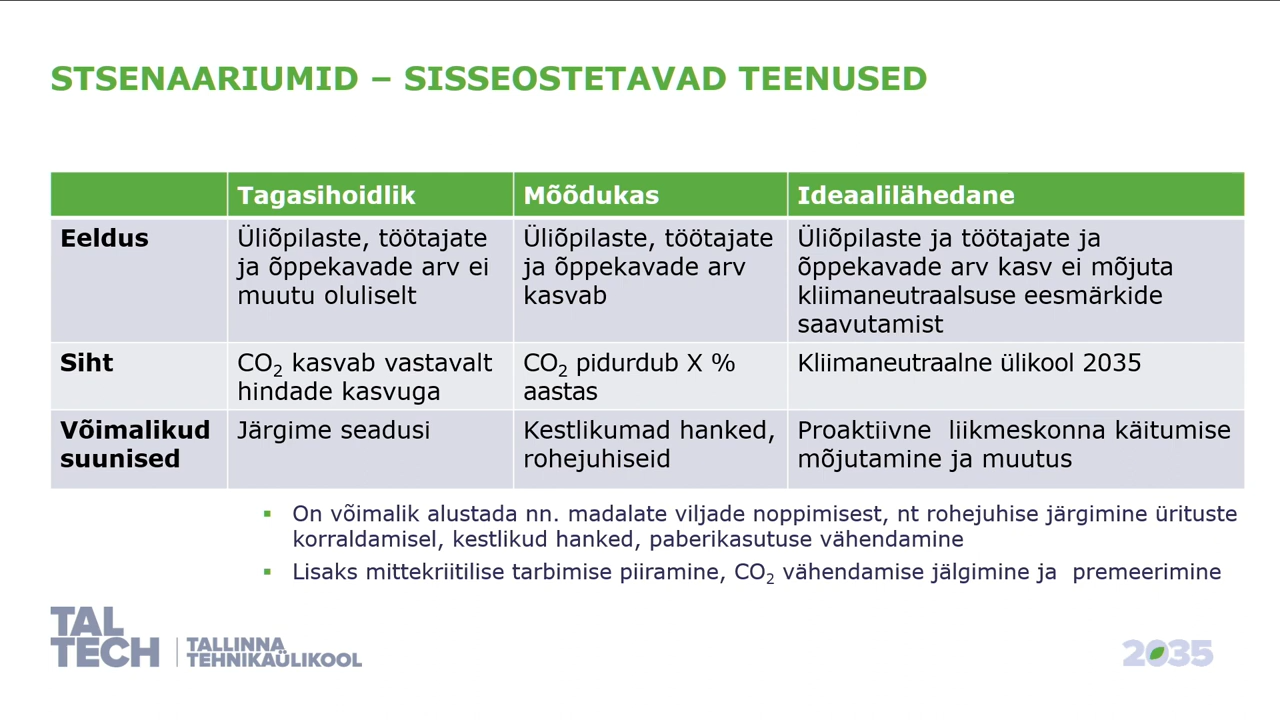 STSENAARIUMID – SISSEOSTETAVAD TEENUSED
Tagasihoidlik
Mõõdukas
Ideaalilähedane
Eeldus
Üliõpilaste, töötajate
ja õppekavade arv ei
muutu oluliselt
Üliõpilaste, töötajate
ja õppekavade arv
kasvab
Üliõpilaste ja töötajate ja
õppekavade arv kasv ei mõjuta
kliimaneutraalsuse eesmärkide
saavutamist
Siht
CO₂ kasvab vastavalt
hindade kasvuga
CO₂ pidurdub X %
aastas
Kliimaneutraalne ülikool 2035
Võimalikud
suunised
Järgime seadusi
Kestlikumad hanked,
rohejuhiseid
Proaktiivne  liikmeskonna käitumise
mõjutamine ja muutus
▪ On võimalik alustada nn. madalate viljade noppimisest, nt rohejuhise järgimine ürituste
korraldamisel, kestlikud hanked, paberikasutuse vähendamine
▪ Lisaks mittekriitilise tarbimise piiramine, CO₂ vähendamise jälgimine ja  premeerimine
TAL
TECH
TALLINNA
TEHNIKAÜLIKOOL
2035